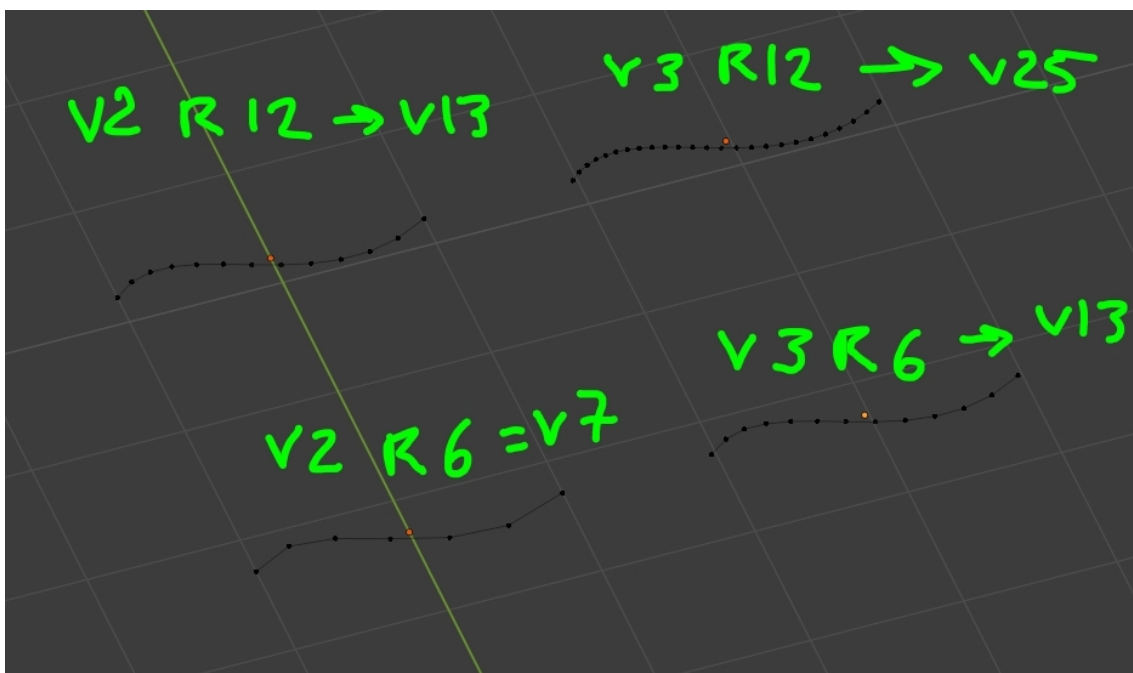 v3 R12 → v25
V2 R12 → v13
v3 R6 → v13
v2 R6 = v7